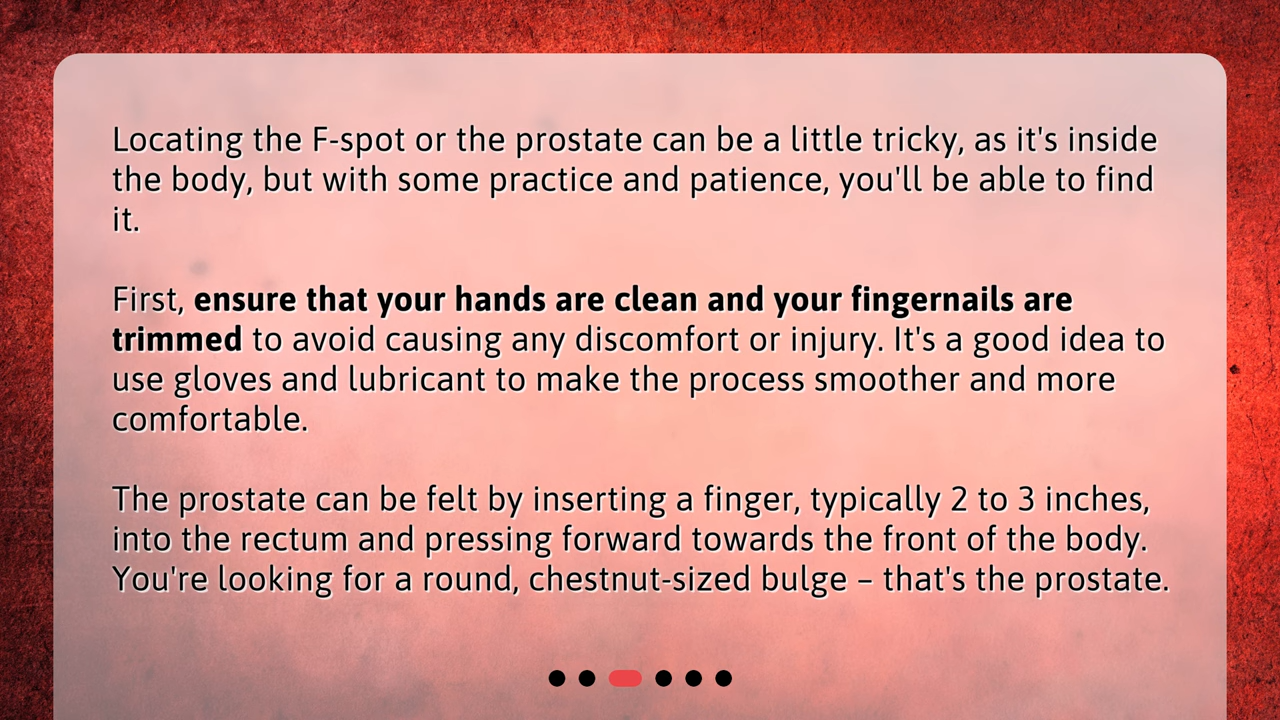 Locating the F-spot or the prostate can be a little tricky, as it's inside
the body, but with some practice and patience, you'll be able to find
it.
First, ensure that your hands are clean and your fingernails are
trimmed to avoid causing any discomfort or injury. It's a good idea to
use gloves and lubricant to make the process smoother and more
comfortable.
The prostate can be felt by inserting a finger, typically 2 to 3 inches,
into the rectum and pressing forward towards the front of the body.
You're looking for a round, chestnut-sized bulge – that's the prostate.